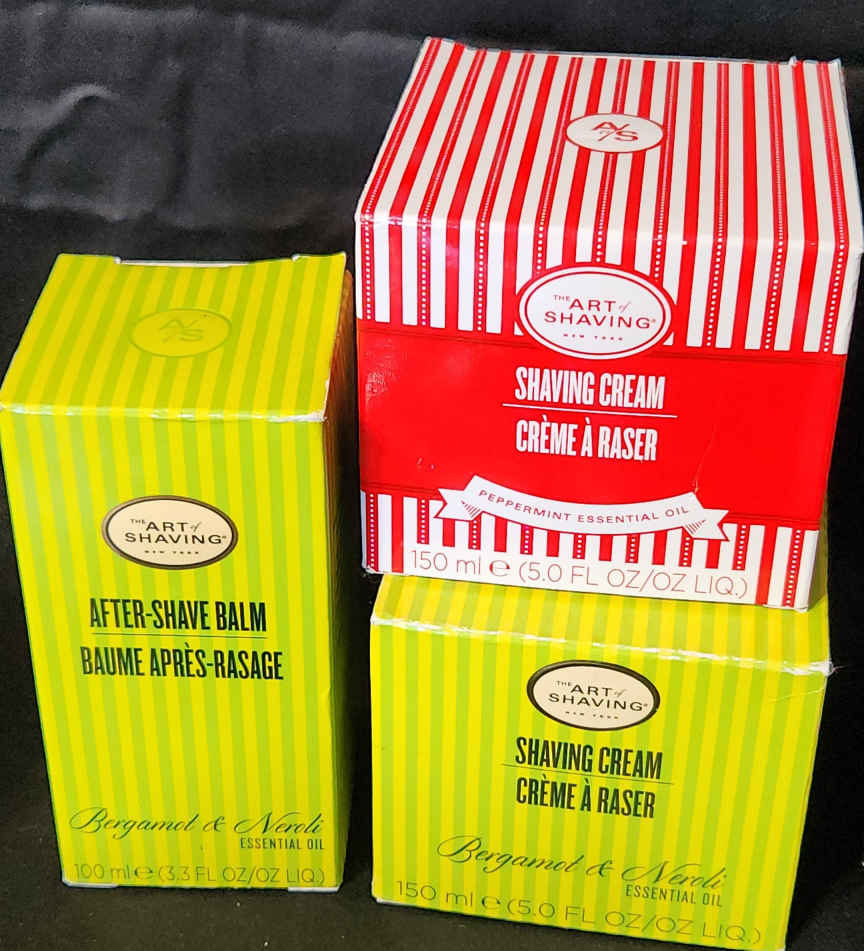 A/S
THE ART of
SHAVING®
NEW YORK
SHAVING CREAM
CRÈME À RASER
PEPPERMINT ESSENTIAL OIL
150 ml e (5.0 FL OZ/OZ LIQ.)
A/S
THE ART of
SHAVING®
NEW YORK
AFTER-SHAVE BALM
BAUME APRÈS-RASAGE
Bergamot & Neroli
ESSENTIAL OIL
100 ml e (3.3 FL OZ/OZ LIQ.)
THE ART of
SHAVING®
NEW YORK
SHAVING CREAM
CRÈME À RASER
Bergamot & Neroli
ESSENTIAL OIL
150 ml e (5.0 FL OZ/OZ LIQ.)